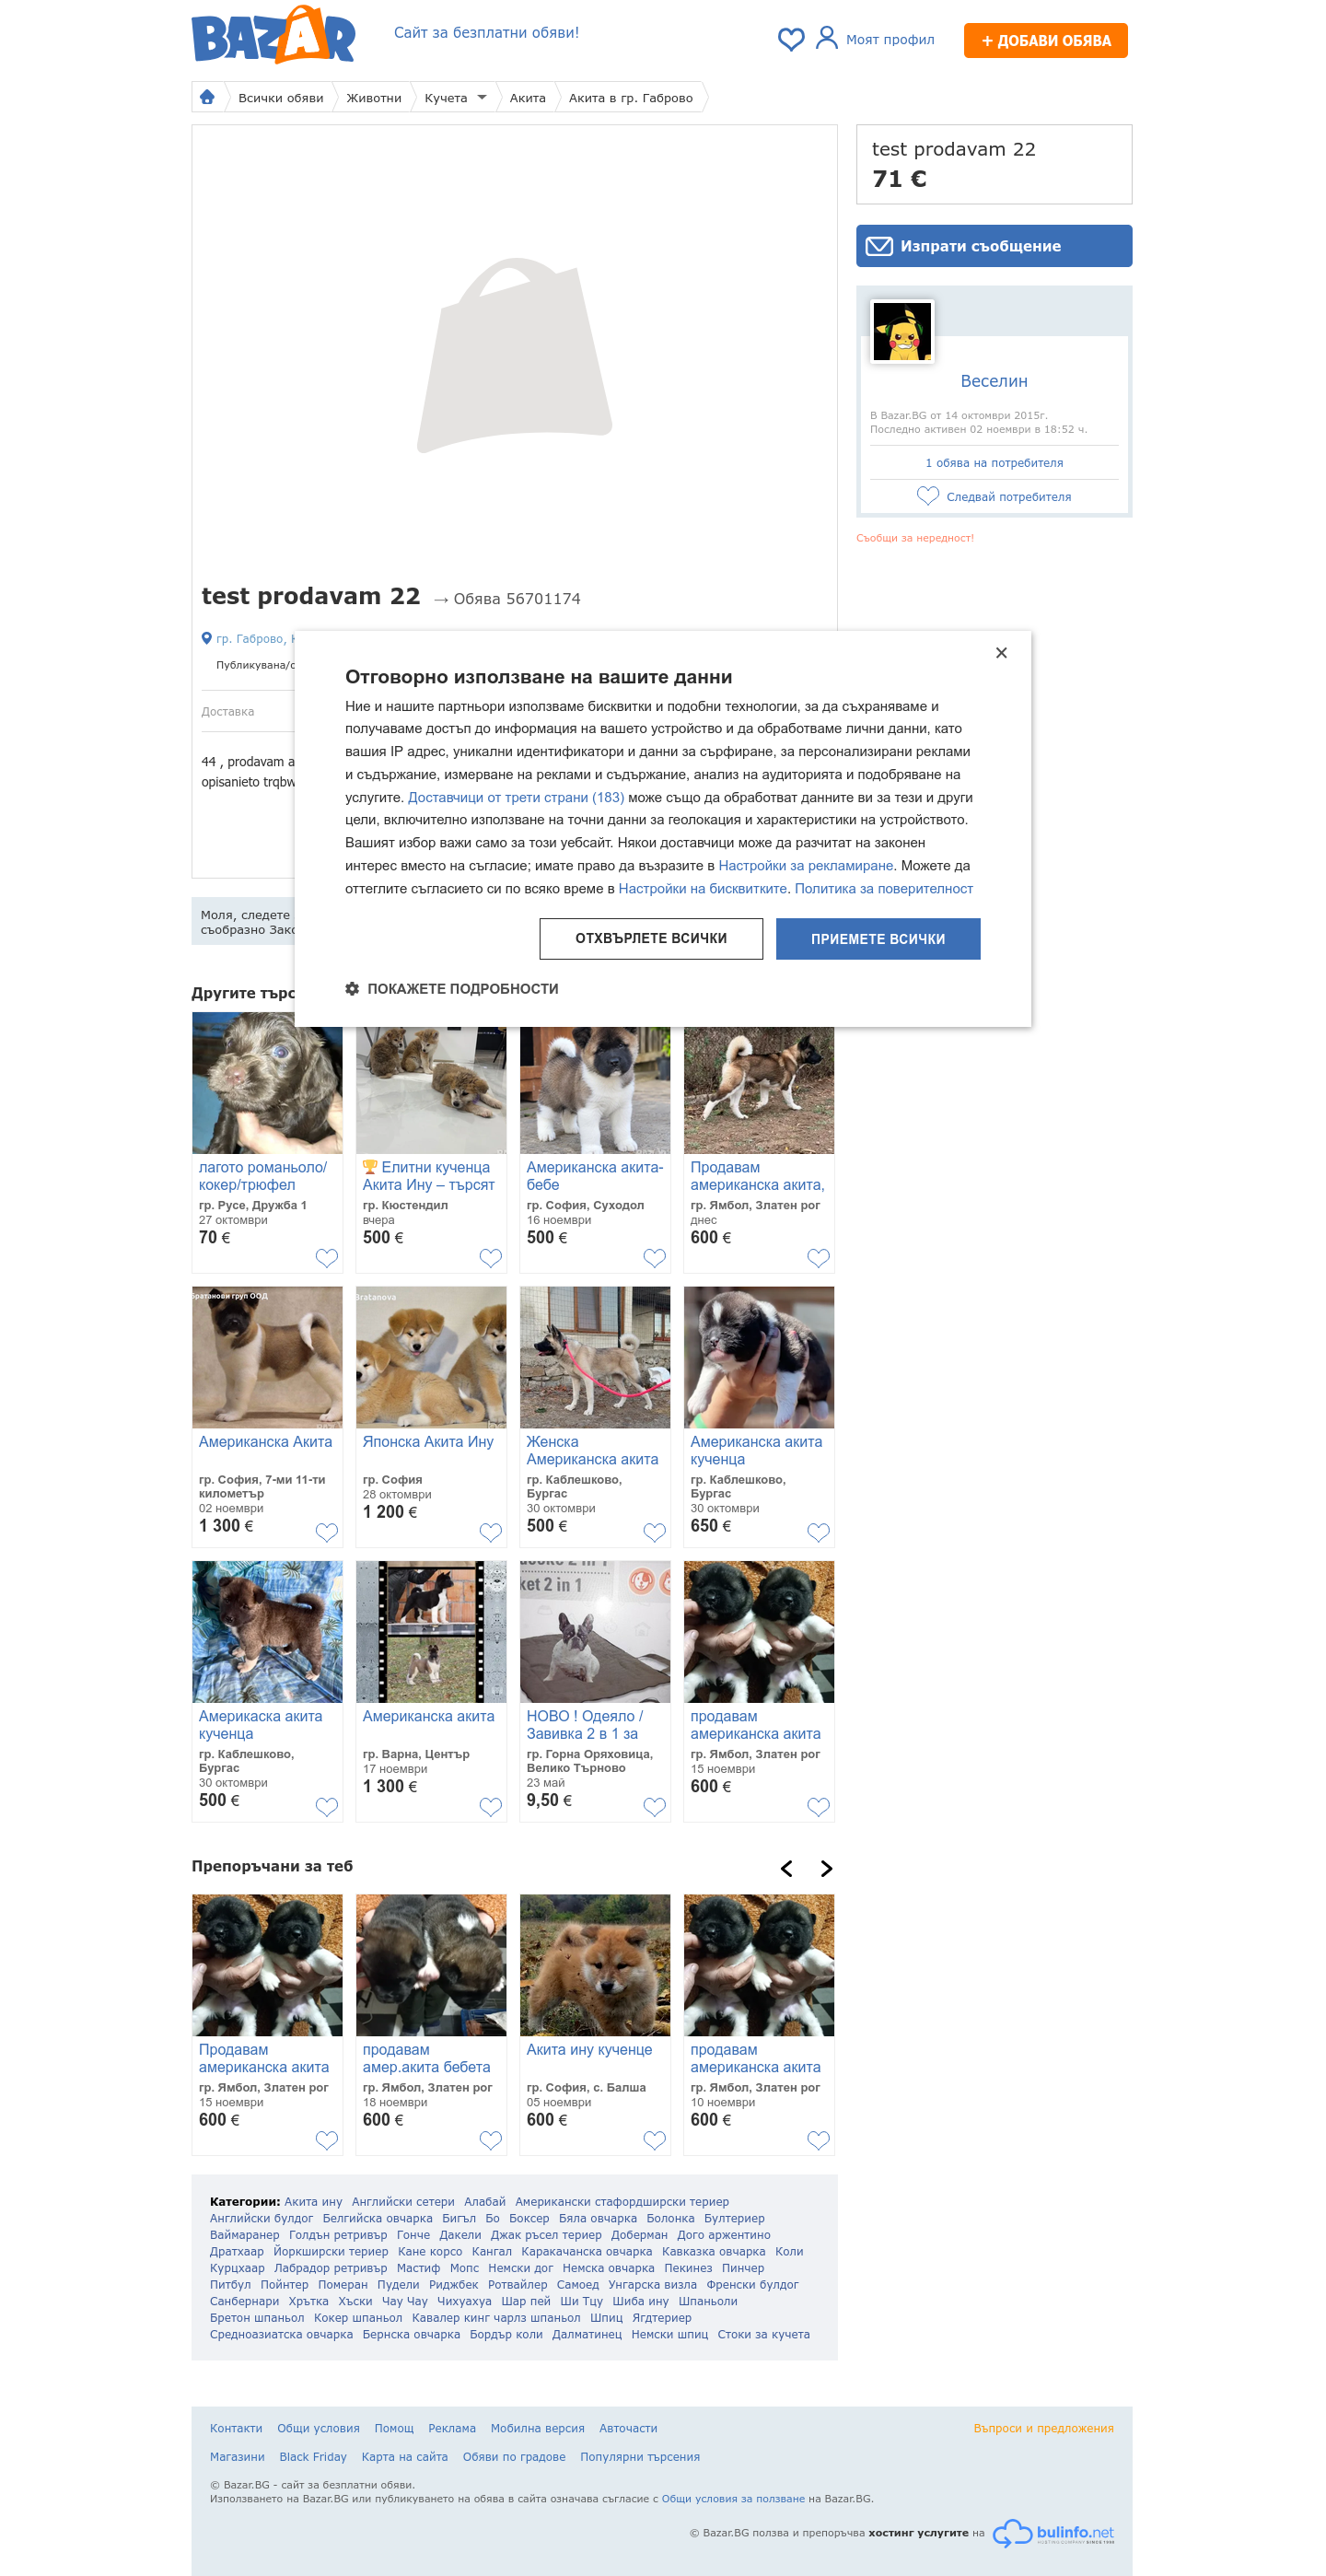 BAZAR
Сайт за безплатни обяви!
Моят профил
+ ДОБАВИ ОБЯВА
Всички обяви
Животни
Кучета
Акита
Акита в гр. Габрово
test prodavam 22
71 €
Изпрати съобщение
Веселин
В Bazar.BG от 14 октомври 2015г.
Последно активен 02 ноември в 18:52 ч.
1 обява на потребителя
Следвай потребителя
Съобщи за нередност!
test prodavam 22 → Обява 56701174
гр. Габрово,
Публикувана/
Доставка
44 , prodavam
opisanieto
Моля, следете
съобразно
Отговорно използване на вашите данни
×
Ние и нашите партньори използваме бисквитки и подобни технологии, за да съхраняваме и
получаваме достъп до информация на вашето устройство и да обработваме лични данни, като
вашия IP адрес, уникални идентификатори и данни за сърфиране, за персонализирани реклами
и съдържание, измерване на реклами и съдържание, анализ на аудиторията и подобряване на
услугите. Доставчици от трети страни (183) може също да обработват данните ви за тези и други
цели, включително използване на точни данни за геолокация и характеристики на устройството.
Вашият избор важи само за този уебсайт. Някои доставчици може да разчитат на законен
интерес вместо на съгласие; имате право да възразите в Настройки за рекламиране. Можете да
оттеглите съгласието си по всяко време в Настройки на бисквитките. Политика за поверителност
ОТХВЪРЛЕТЕ ВСИЧКИ
ПРИЕМЕТЕ ВСИЧКИ
ПОКАЖЕТЕ ПОДРОБНОСТИ
Другите
лагото романьоло/
кокер/трюфел
гр. Русе, Дружба 1
27 октомври
70 €
🏆 Елитни кученца
Акита Ину – търсят
гр. Кюстендил
вчера
500 €
Американска акита-
бебе
гр. София, Суходол
16 ноември
500 €
Продавам
американска акита,
гр. Ямбол, Златен рог
днес
600 €
Братанови груп ООД
Американска Акита
гр. София, 7-ми 11-ти
километър
02 ноември
1 300 €
Bratanova
Японска Акита Ину
гр. София
28 октомври
1 200 €
Женска
Американска акита
гр. Каблешково,
Бургас
30 октомври
500 €
Американска акита
кученца
гр. Каблешково,
Бургас
30 октомври
650 €
Америкаска акита
кученца
гр. Каблешково,
Бургас
30 октомври
500 €
Американска акита
гр. Варна, Център
17 ноември
1 300 €
ket 2 in 1
НОВО ! Одеяло /
Завивка 2 в 1 за
гр. Горна Оряховица,
Велико Търново
23 май
9,50 €
продавам
американска акита
гр. Ямбол, Златен рог
15 ноември
600 €
Препоръчани за теб
Продавам
американска акита
гр. Ямбол, Златен рог
15 ноември
600 €
продавам
амер.акита бебета
гр. Ямбол, Златен рог
18 ноември
600 €
Акита ину кученце
гр. София, с. Балша
05 ноември
600 €
продавам
американска акита
гр. Ямбол, Златен рог
10 ноември
600 €
Категории: Акита ину Английски сетери Алабай Американски стафордширски териер
Английски булдог Белгийска овчарка Бигъл Бо Боксер Бяла овчарка Болонка Бултериер
Ваймаранер Голдън ретривър Гонче Дакели Джак ръсел териер Доберман Дого аржентино
Дратхаар Йоркширски териер Кане корсо Кангал Каракачанска овчарка Кавказка овчарка Коли
Курцхаар Лабрадор ретривър Мастиф Мопс Немски дог Немска овчарка Пекинез Пинчер
Питбул Пойнтер Померан Пудели Риджбек Ротвайлер Самоед Унгарска визла Френски булдог
Санбернари Хрътка Хъски Чау Чау Чихуахуа Шар пей Ши Тцу Шиба ину Шпаньоли
Бретон шпаньол Кокер шпаньол Кавалер кинг чарлз шпаньол Шпиц Ягдтериер
Средноазиатска овчарка Бернска овчарка Бордър коли Далматинец Немски шпиц Стоки за кучета
Контакти Общи условия Помощ Реклама Мобилна версия Авточасти
Въпроси и предложения
Магазини Black Friday Карта на сайта Обяви по градове Популярни търсения
© Bazar.BG - сайт за безплатни обяви.
Използването на Bazar.BG или публикуването на обява в сайта означава съгласие с Общи условия за ползване на Bazar.BG.
© Bazar.BG ползва и препоръчва хостинг услугите на
bulinfo.net
HOSTING COMPANY SINCE 1998